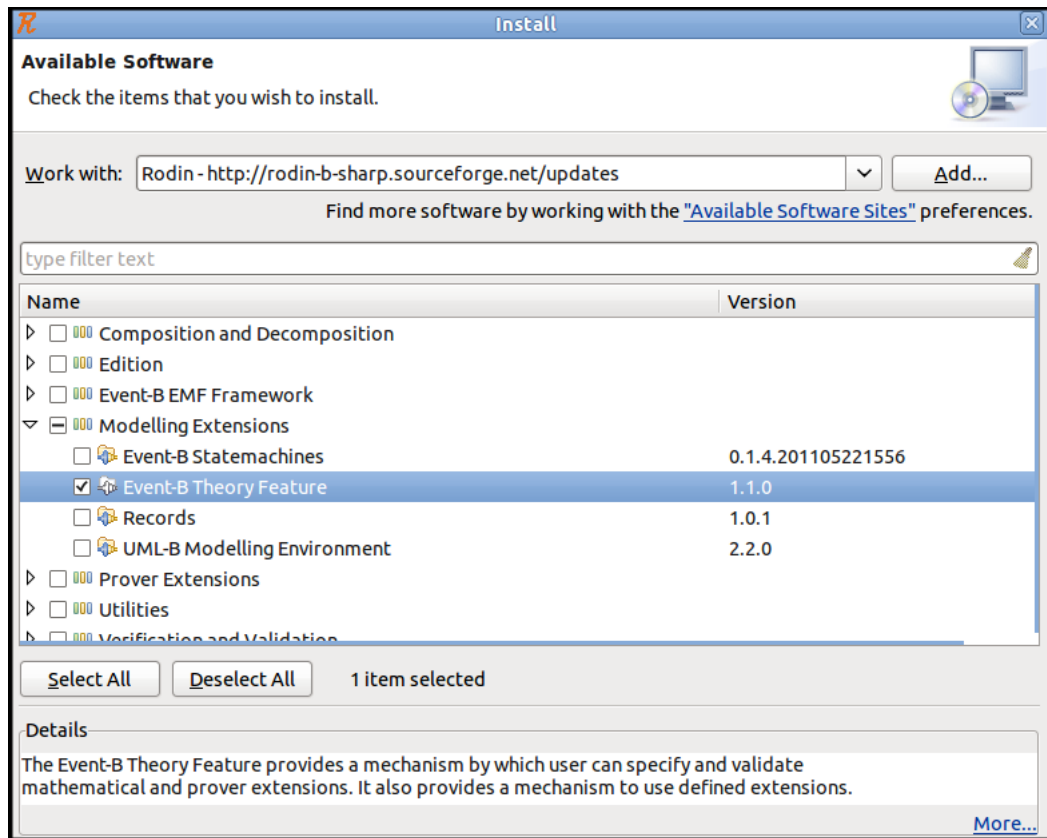 Install
Available Software
Check the items that you wish to install.
Work with: Rodin - http://rodin-b-sharp.sourceforge.net/updates Add...
Find more software by working with the "Available Software Sites" preferences.
type filter text
Name Version
Composition and Decomposition
Edition
Event-B EMF Framework
Modelling Extensions
Event-B Statemachines 0.1.4.201105221556
Event-B Theory Feature 1.1.0
Records 1.0.1
UML-B Modelling Environment 2.2.0
Prover Extensions
Utilities
Verification and Validation
Select All Deselect All 1 item selected
Details
The Event-B Theory Feature provides a mechanism by which user can specify and validate
mathematical and prover extensions. It also provides a mechanism to use defined extensions.
More...